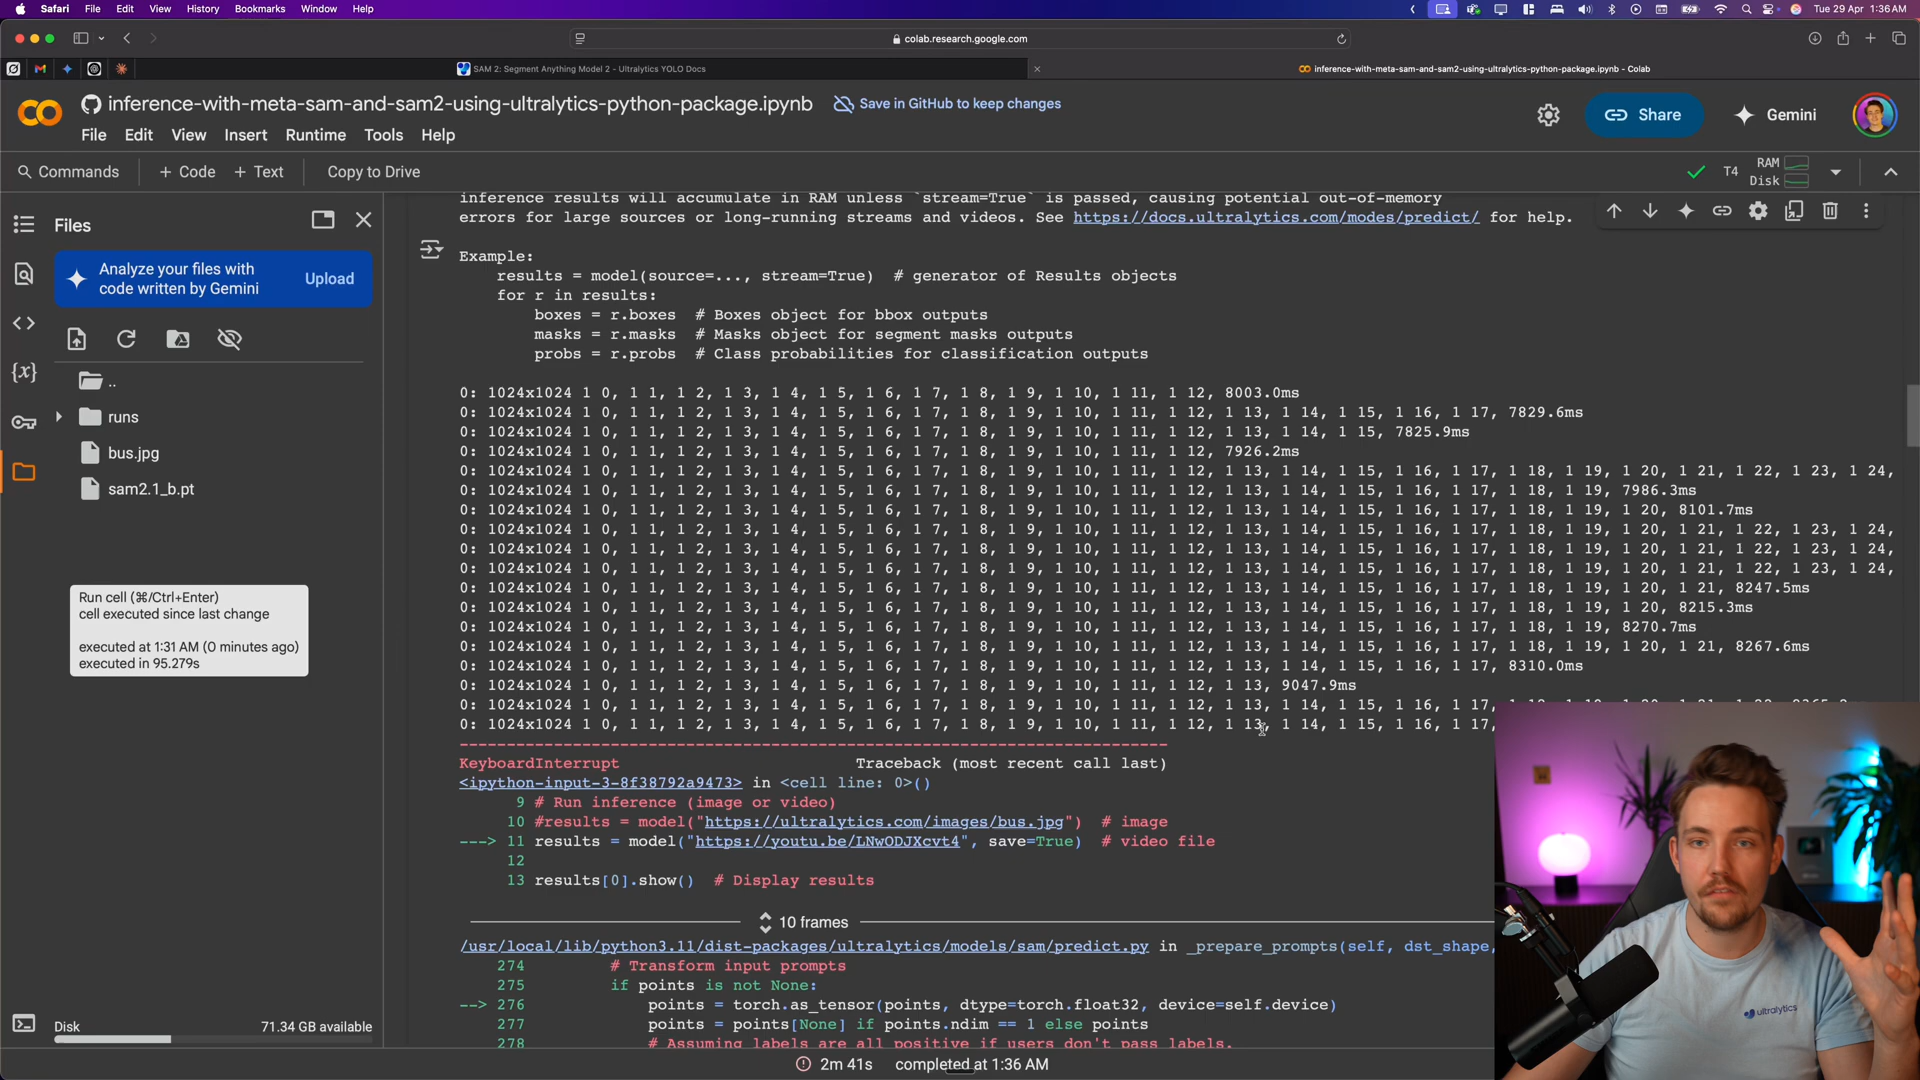 Safari File Edit View History Bookmarks Window Help
Tue 29 Apr 1:36 AM
colab.research.google.com
SAM 2: Segment Anything Model 2 - Ultralytics YOLO Docs
inference-with-meta-sam-and-sam2-using-ultralytics-python-package.ipynb - Colab
inference-with-meta-sam-and-sam2-using-ultralytics-python-package.ipynb
Save in GitHub to keep changes
Share
Gemini
File Edit View Insert Runtime Tools Help
Commands + Code + Text Copy to Drive
T4
RAM
Disk
Files
Analyze your files with
code written by Gemini
Upload
..
runs
bus.jpg
sam2.1_b.pt
Run cell (⌘/Ctrl+Enter)
cell executed since last change
executed at 1:31 AM (0 minutes ago)
executed in 95.279s
Disk
71.34 GB available
inference results will accumulate in RAM unless `stream=True` is passed, causing potential out-of-memory
errors for large sources or long-running streams and videos. See https://docs.ultralytics.com/modes/predict/ for help.
Example:
results = model(source=..., stream=True) # generator of Results objects
for r in results:
boxes = r.boxes # Boxes object for bbox outputs
masks = r.masks # Masks object for segment masks outputs
probs = r.probs # Class probabilities for classification outputs
0: 1024x1024 1 0, 1 1, 1 2, 1 3, 1 4, 1 5, 1 6, 1 7, 1 8, 1 9, 1 10, 1 11, 1 12, 8003.0ms
0: 1024x1024 1 0, 1 1, 1 2, 1 3, 1 4, 1 5, 1 6, 1 7, 1 8, 1 9, 1 10, 1 11, 1 12, 1 13, 1 14, 1 15, 1 16, 1 17, 7829.6ms
0: 1024x1024 1 0, 1 1, 1 2, 1 3, 1 4, 1 5, 1 6, 1 7, 1 8, 1 9, 1 10, 1 11, 1 12, 1 13, 1 14, 1 15, 7825.9ms
0: 1024x1024 1 0, 1 1, 1 2, 1 3, 1 4, 1 5, 1 6, 1 7, 1 8, 1 9, 1 10, 1 11, 1 12, 7926.2ms
0: 1024x1024 1 0, 1 1, 1 2, 1 3, 1 4, 1 5, 1 6, 1 7, 1 8, 1 9, 1 10, 1 11, 1 12, 1 13, 1 14, 1 15, 1 16, 1 17, 1 18, 1 19, 1 20, 1 21, 1 22, 1 23, 1 24,
0: 1024x1024 1 0, 1 1, 1 2, 1 3, 1 4, 1 5, 1 6, 1 7, 1 8, 1 9, 1 10, 1 11, 1 12, 1 13, 1 14, 1 15, 1 16, 1 17, 1 18, 1 19, 7986.3ms
0: 1024x1024 1 0, 1 1, 1 2, 1 3, 1 4, 1 5, 1 6, 1 7, 1 8, 1 9, 1 10, 1 11, 1 12, 1 13, 1 14, 1 15, 1 16, 1 17, 1 18, 1 19, 1 20, 8101.7ms
0: 1024x1024 1 0, 1 1, 1 2, 1 3, 1 4, 1 5, 1 6, 1 7, 1 8, 1 9, 1 10, 1 11, 1 12, 1 13, 1 14, 1 15, 1 16, 1 17, 1 18, 1 19, 1 20, 1 21, 1 22, 1 23, 1 24,
0: 1024x1024 1 0, 1 1, 1 2, 1 3, 1 4, 1 5, 1 6, 1 7, 1 8, 1 9, 1 10, 1 11, 1 12, 1 13, 1 14, 1 15, 1 16, 1 17, 1 18, 1 19, 1 20, 1 21, 1 22, 1 23, 1 24,
0: 1024x1024 1 0, 1 1, 1 2, 1 3, 1 4, 1 5, 1 6, 1 7, 1 8, 1 9, 1 10, 1 11, 1 12, 1 13, 1 14, 1 15, 1 16, 1 17, 1 18, 1 19, 1 20, 1 21, 1 22, 1 23, 1 24,
0: 1024x1024 1 0, 1 1, 1 2, 1 3, 1 4, 1 5, 1 6, 1 7, 1 8, 1 9, 1 10, 1 11, 1 12, 1 13, 1 14, 1 15, 1 16, 1 17, 1 18, 1 19, 1 20, 1 21, 8247.5ms
0: 1024x1024 1 0, 1 1, 1 2, 1 3, 1 4, 1 5, 1 6, 1 7, 1 8, 1 9, 1 10, 1 11, 1 12, 1 13, 1 14, 1 15, 1 16, 1 17, 1 18, 1 19, 1 20, 8215.3ms
0: 1024x1024 1 0, 1 1, 1 2, 1 3, 1 4, 1 5, 1 6, 1 7, 1 8, 1 9, 1 10, 1 11, 1 12, 1 13, 1 14, 1 15, 1 16, 1 17, 1 18, 1 19, 8270.7ms
0: 1024x1024 1 0, 1 1, 1 2, 1 3, 1 4, 1 5, 1 6, 1 7, 1 8, 1 9, 1 10, 1 11, 1 12, 1 13, 1 14, 1 15, 1 16, 1 17, 1 18, 1 19, 1 20, 1 21, 8267.6ms
0: 1024x1024 1 0, 1 1, 1 2, 1 3, 1 4, 1 5, 1 6, 1 7, 1 8, 1 9, 1 10, 1 11, 1 12, 1 13, 1 14, 1 15, 1 16, 1 17, 8310.0ms
0: 1024x1024 1 0, 1 1, 1 2, 1 3, 1 4, 1 5, 1 6, 1 7, 1 8, 1 9, 1 10, 1 11, 1 12, 1 13, 9047.9ms
0: 1024x1024 1 0, 1 1, 1 2, 1 3, 1 4, 1 5, 1 6, 1 7, 1 8, 1 9, 1 10, 1 11, 1 12, 1 13, 1 14, 1 15, 1 16, 1 17,
0: 1024x1024 1 0, 1 1, 1 2, 1 3, 1 4, 1 5, 1 6, 1 7, 1 8, 1 9, 1 10, 1 11, 1 12, 1 13, 1 14, 1 15, 1 16, 1 17,
---------------------------------------------------------------------------
KeyboardInterrupt Traceback (most recent call last)
<ipython-input-3-8f38792a9473> in <cell line: 0>()
9 # Run inference (image or video)
10 #results = model("https://ultralytics.com/images/bus.jpg") # image
---> 11 results = model("https://youtu.be/LNwODJXcvt4", save=True) # video file
12
13 results[0].show() # Display results
10 frames
/usr/local/lib/python3.11/dist-packages/ultralytics/models/sam/predict.py in _prepare_prompts(self, dst_shape,
274 # Transform input prompts
275 if points is not None:
--> 276 points = torch.as_tensor(points, dtype=torch.float32, device=self.device)
277 points = points[None] if points.ndim == 1 else points
278 # Assuming labels are all positive if users don't pass labels.
2m 41s completed at 1:36 AM
ultralytics